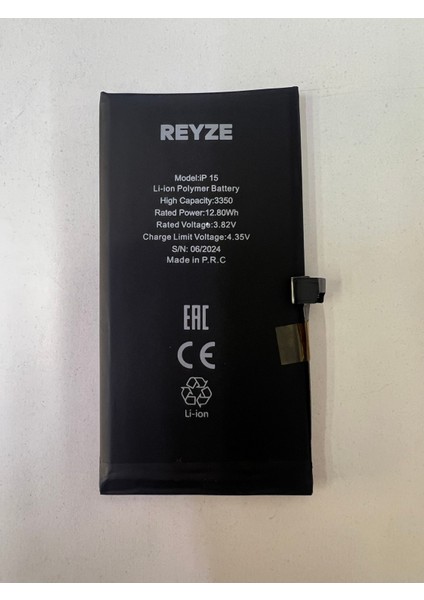 REYZE
Model:iP 15
Li-ion Polymer Battery
High Capacity:3350
Rated Power:12.80Wh
Rated Voltage:3.82V
Charge Limit Voltage:4.35V
S/N: 06/2024
Made in P.R.C
EAC
CE
Li-ion